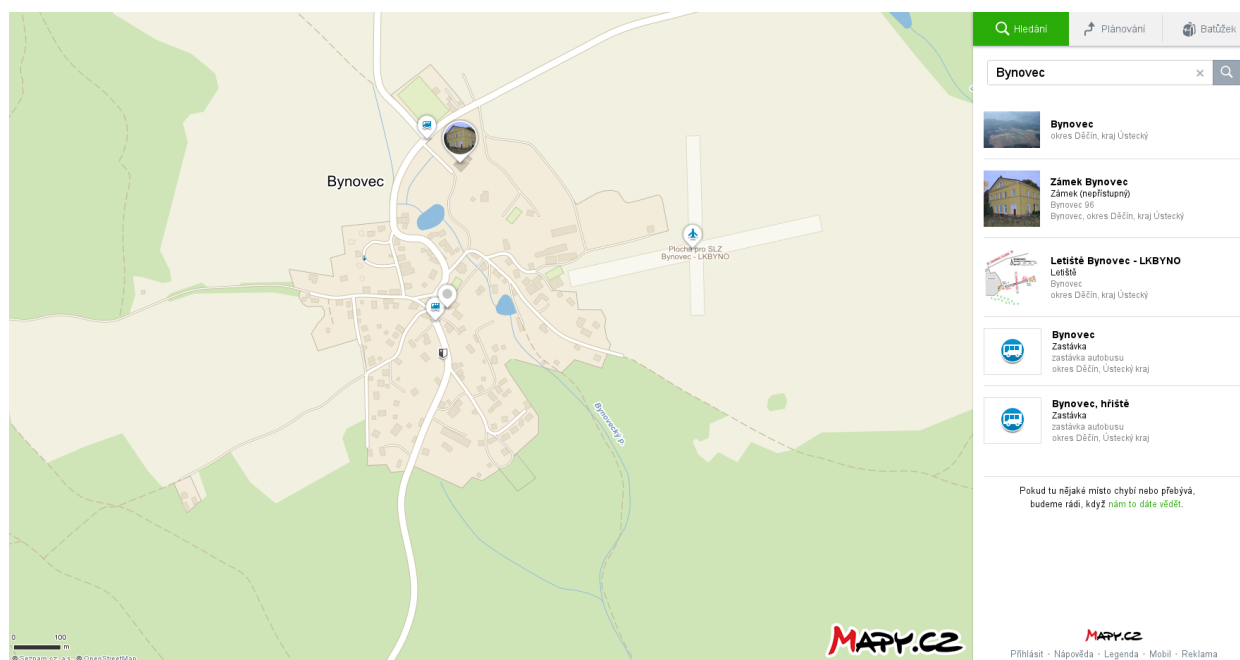 Bynovec
Plocha pro SLZ
Bynovec - LKBYNO
Bynovecký p.
0 100
m
© Seznam.cz, a.s., © OpenStreetMap
MAPY.CZ
Hledání
Plánování
Batůžek
Bynovec
Bynovec
okres Děčín, kraj Ústecký
Zámek Bynovec
Zámek (nepřístupný)
Bynovec 96
Bynovec, okres Děčín, kraj Ústecký
Letiště Bynovec - LKBYNO
Letiště
Bynovec
okres Děčín, kraj Ústecký
Bynovec
Zastávka
zastávka autobusu
okres Děčín, Ústecký kraj
Bynovec, hřiště
Zastávka
zastávka autobusu
okres Děčín, Ústecký kraj
Pokud tu nějaké místo chybí nebo přebývá,
budeme rádi, když nám to dáte vědět.
MAPY.CZ
Přihlásit - Nápověda - Legenda - Mobil - Reklama